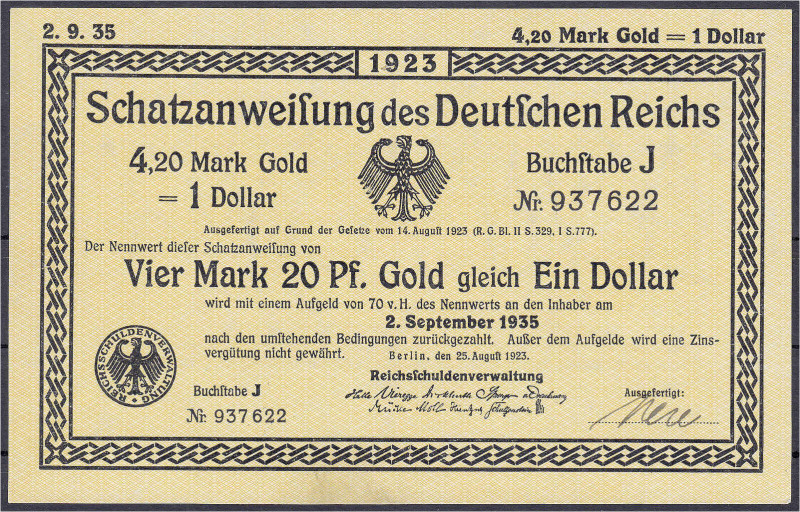 2. 9. 35
4,20 Mark Gold = 1 Dollar
1923
Schatzanweiſung des Deutſchen Reichs
4,20 Mark Gold
= 1 Dollar
Buchſtabe J
Nr. 937622
Ausgefertigt auf Grund der Geſetze vom 14. Auguſt 1923 (R. G. Bl. II S. 329, I S. 777).
Der Nennwert dieſer Schatzanweiſung von
Vier Mark 20 Pf. Gold gleich Ein Dollar
wird mit einem Aufgeld von 70 v. H. des Nennwerts an den Inhaber am
2. September 1935
nach den umſtehenden Bedingungen zurückgezahlt. Außer dem Aufgelde wird eine Zins-
vergütung nicht gewährt.
Berlin, den 25. Auguſt 1923.
REICHSSCHULDENVERWALTUNG
Reichsſchuldenverwaltung
Buchſtabe J
Nr. 937622
Ausgefertigt: